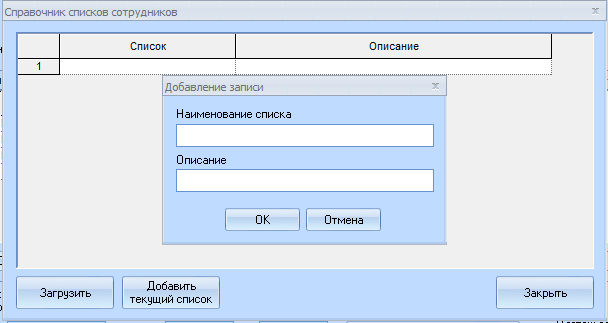 Справочник списков сотрудников
x
Список Описание
1
Добавление записи
x
Наименование списка
Описание
OK Отмена
Загрузить
Добавить
текущий список
Закрыть